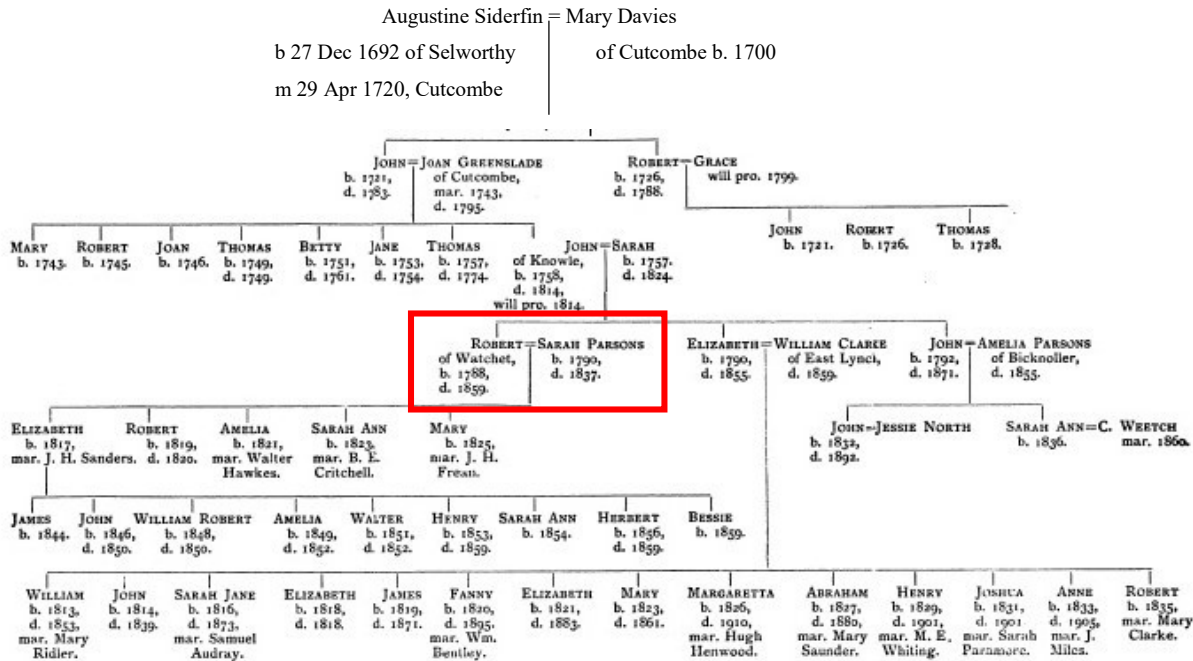 Augustine Siderfin = Mary Davies
b 27 Dec 1692 of Selworthy of Cutcombe b. 1700
m 29 Apr 1720, Cutcombe
JOHN=JOAN GREENSLADE
b. 1721, of Cutcombe,
d. 1783. mar. 1743,
d. 1795.
ROBERT=GRACE
b. 1726, will pro. 1799.
d. 1788.
JOHN ROBERT THOMAS
b. 1721. b. 1726. b. 1728.
MARY ROBERT JOAN THOMAS BETTY JANE THOMAS
b. 1743. b. 1745. b. 1746. b. 1749, b. 1751, b. 1753, b. 1757,
d. 1749. d. 1761. d. 1754. d. 1774.
JOHN=SARAH
of Knowle, b. 1757.
b. 1758, d. 1824.
d. 1814,
will pro. 1814.
ROBERT=SARAH PARSONS
of Watchet, b. 1790,
b. 1788, d. 1837.
d. 1859.
ELIZABETH=WILLIAM CLARKE
b. 1790, of East Lynci,
d. 1855. d. 1859.
JOHN=AMELIA PARSONS
b. 1792, of Bicknoller,
d. 1871. d. 1855.
ELIZABETH ROBERT AMELIA SARAH ANN MARY
b. 1817, b. 1819, b. 1821, b. 1823, b. 1825,
mar. J. H. Sanders. d. 1820. mar. Walter mar. B. E. mar. J. H.
Hawkes. Critchell. Frean.
JOHN=JESSIE NORTH SARAH ANN=C. WEETCH
b. 1832, b. 1836. mar. 1860.
d. 1892.
JAMES JOHN WILLIAM ROBERT AMELIA WALTER HENRY SARAH ANN HERBERT BESSIE
b. 1844. b. 1846, b. 1848, b. 1849, b. 1851, b. 1853, b. 1854. b. 1856, b. 1859.
d. 1850. d. 1850. d. 1852. d. 1852. d. 1859. d. 1859.
WILLIAM JOHN SARAH JANE ELIZABETH JAMES FANNY ELIZABETH MARY MARGARETTA ABRAHAM HENRY JOSHUA ANNE ROBERT
b. 1813, b. 1814, b. 1816, b. 1818, b. 1819, b. 1820, b. 1821, b. 1823, b. 1826, b. 1827, b. 1829, b. 1831, b. 1833, b. 1835,
d. 1853, d. 1839. d. 1873, d. 1818. d. 1871. d. 1895. d. 1883. d. 1861. d. 1910, d. 1880, d. 1901, d. 1901 d. 1905, mar. Mary
mar. Mary mar. Samuel mar. Wm. mar. Hugh mar. Mary mar. M. E. mar. Sarah mar. J. Clarke.
Ridler. Audray. Bentley. Henwood. Saunder. Whiting. Paramore. Miles.